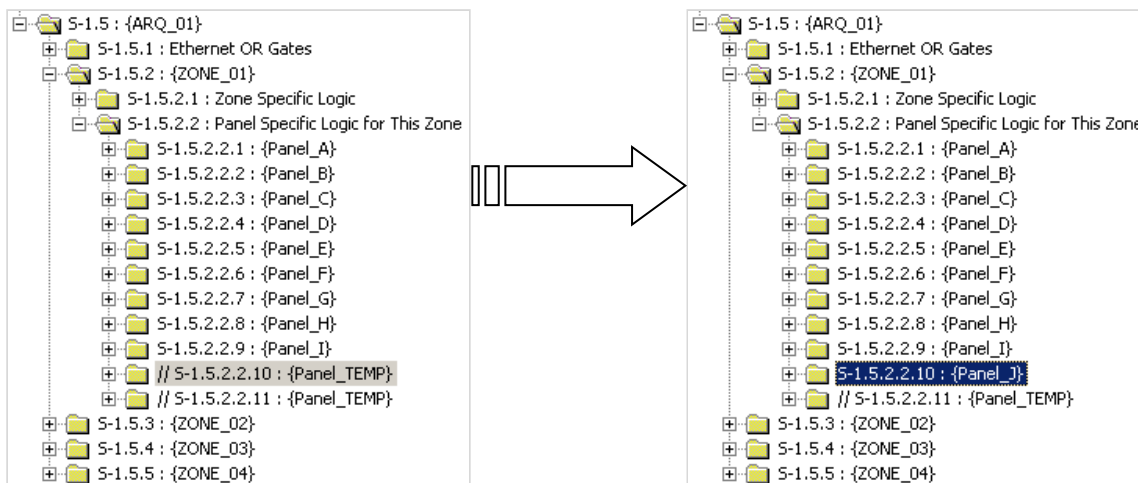 S-1.5 : {ARQ_01}
S-1.5.1 : Ethernet OR Gates
S-1.5.2 : {ZONE_01}
S-1.5.2.1 : Zone Specific Logic
S-1.5.2.2 : Panel Specific Logic for This Zone
S-1.5.2.2.1 : {Panel_A}
S-1.5.2.2.2 : {Panel_B}
S-1.5.2.2.3 : {Panel_C}
S-1.5.2.2.4 : {Panel_D}
S-1.5.2.2.5 : {Panel_E}
S-1.5.2.2.6 : {Panel_F}
S-1.5.2.2.7 : {Panel_G}
S-1.5.2.2.8 : {Panel_H}
S-1.5.2.2.9 : {Panel_I}
// S-1.5.2.2.10 : {Panel_TEMP}
// S-1.5.2.2.11 : {Panel_TEMP}
S-1.5.3 : {ZONE_02}
S-1.5.4 : {ZONE_03}
S-1.5.5 : {ZONE_04}
S-1.5 : {ARQ_01}
S-1.5.1 : Ethernet OR Gates
S-1.5.2 : {ZONE_01}
S-1.5.2.1 : Zone Specific Logic
S-1.5.2.2 : Panel Specific Logic for This Zone
S-1.5.2.2.1 : {Panel_A}
S-1.5.2.2.2 : {Panel_B}
S-1.5.2.2.3 : {Panel_C}
S-1.5.2.2.4 : {Panel_D}
S-1.5.2.2.5 : {Panel_E}
S-1.5.2.2.6 : {Panel_F}
S-1.5.2.2.7 : {Panel_G}
S-1.5.2.2.8 : {Panel_H}
S-1.5.2.2.9 : {Panel_I}
S-1.5.2.2.10 : {Panel_J}
// S-1.5.2.2.11 : {Panel_TEMP}
S-1.5.3 : {ZONE_02}
S-1.5.4 : {ZONE_03}
S-1.5.5 : {ZONE_04}